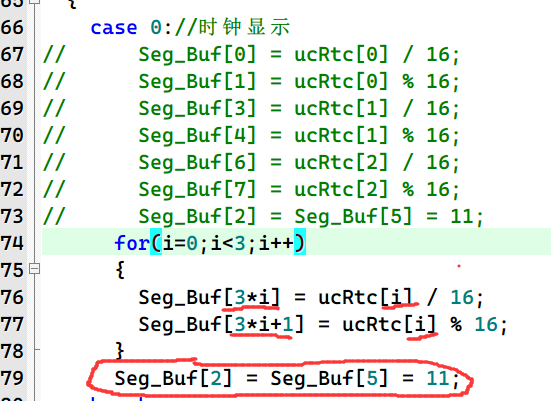 65 {
66 case 0://时钟显示
67 // Seg_Buf[0] = ucRtc[0] / 16;
68 // Seg_Buf[1] = ucRtc[0] % 16;
69 // Seg_Buf[3] = ucRtc[1] / 16;
70 // Seg_Buf[4] = ucRtc[1] % 16;
71 // Seg_Buf[6] = ucRtc[2] / 16;
72 // Seg_Buf[7] = ucRtc[2] % 16;
73 // Seg_Buf[2] = Seg_Buf[5] = 11;
74 for(i=0;i<3;i++)
75 {
76 Seg_Buf[3*i] = ucRtc[i] / 16;
77 Seg_Buf[3*i+1] = ucRtc[i] % 16;
78 }
79 Seg_Buf[2] = Seg_Buf[5] = 11;